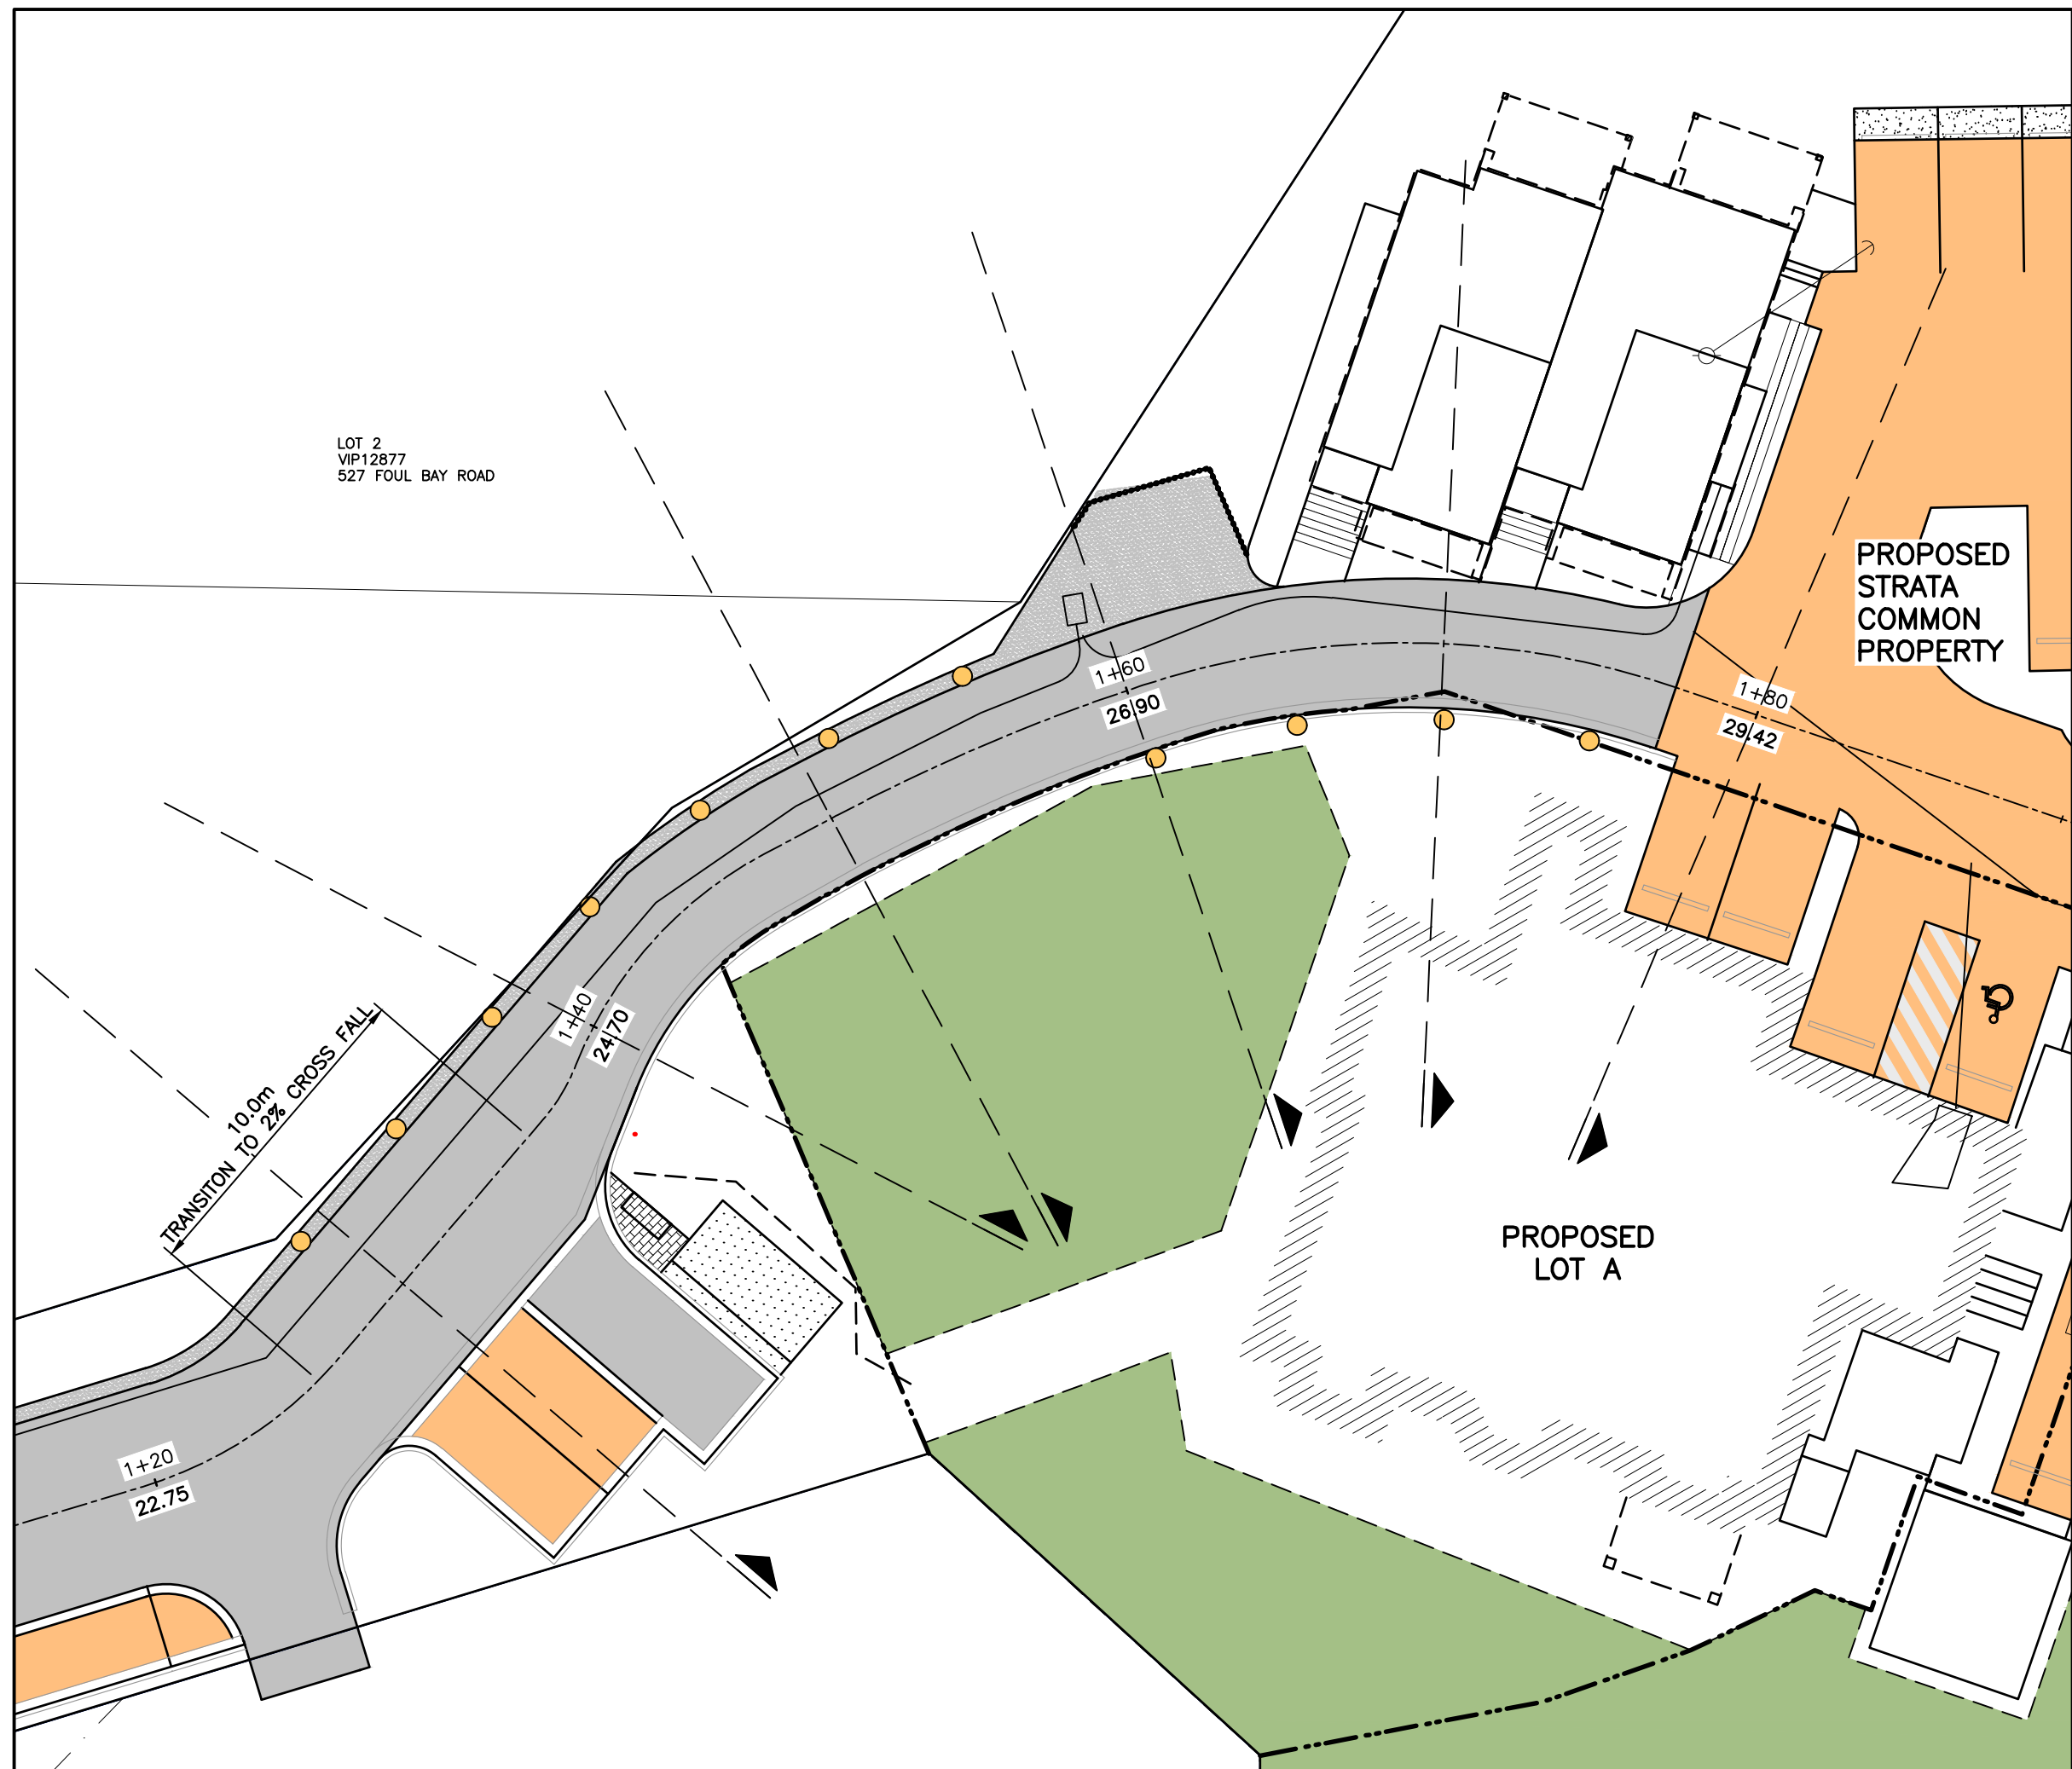 LOT 2
VIP12877
527 FOUL BAY ROAD
PROPOSED
STRATA
COMMON
PROPERTY
1+60
26.90
1+80
29.42
1+40
24.70
10.0m
TRANSITON TO 2% CROSS FALL
PROPOSED
LOT A
1+20
22.75